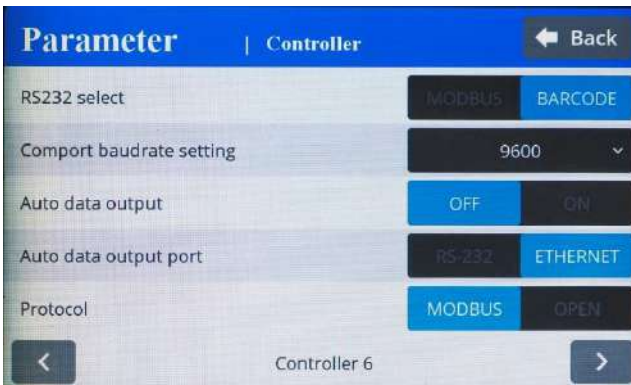 Parameter | Controller Back
RS232 select MODBUS BARCODE
Comport baudrate setting 9600
Auto data output OFF ON
Auto data output port RS-232 ETHERNET
Protocol MODBUS OPEN
Controller 6